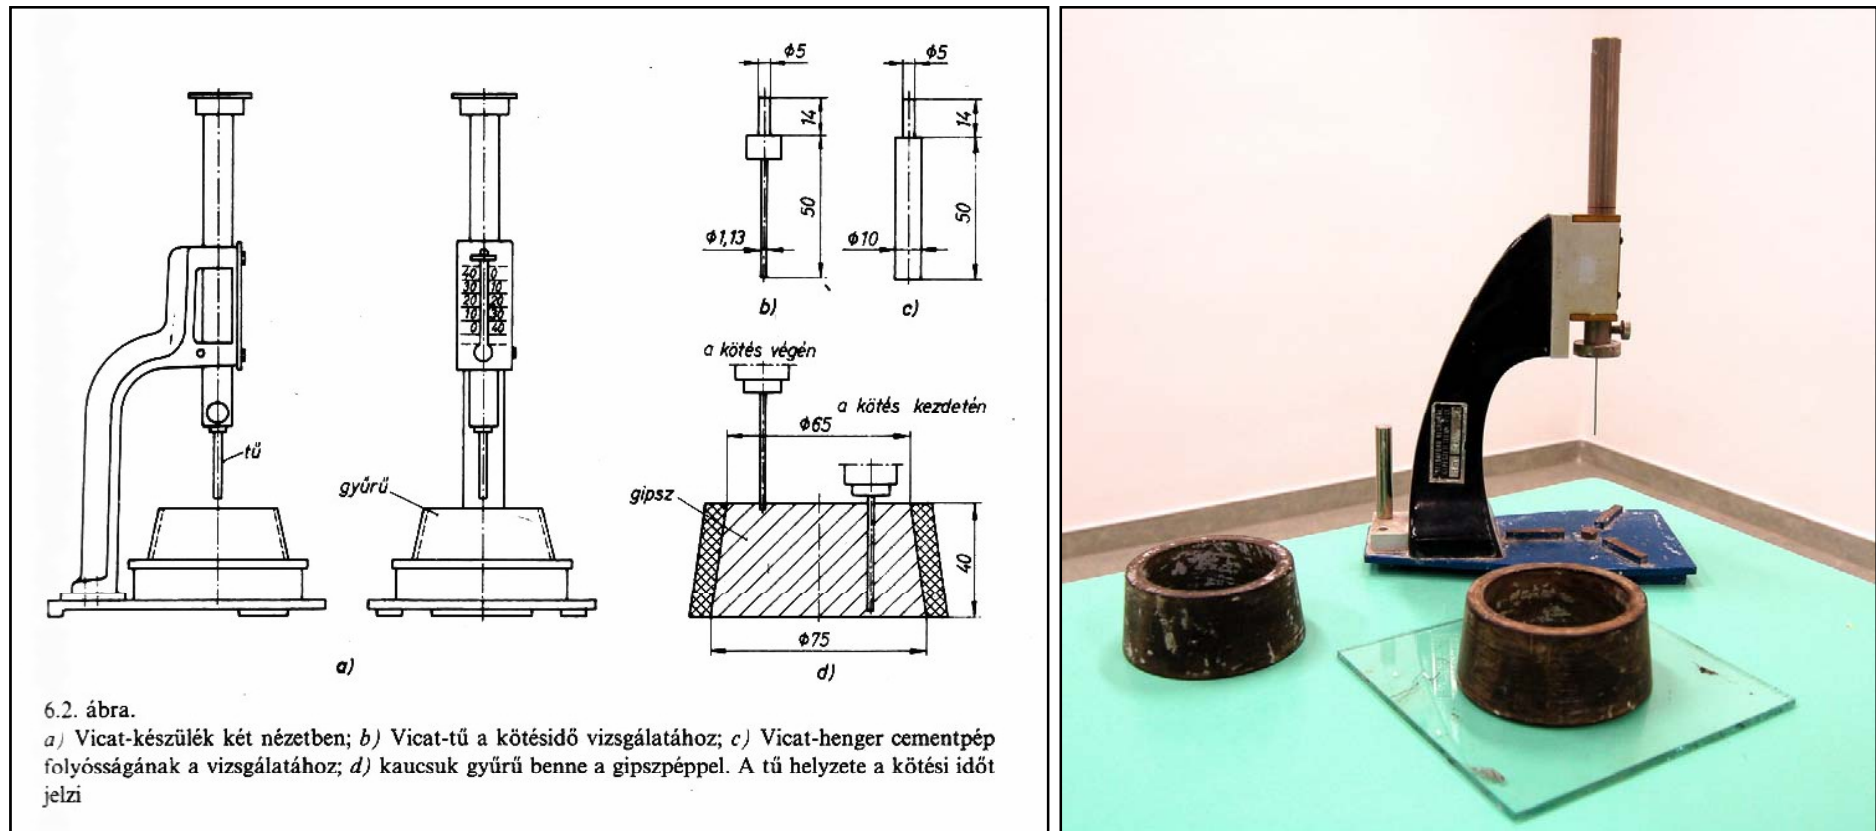 Φ5
14
50
Φ1,13
b)
Φ5
14
50
Φ10
c)
40 0
30 10
20 20
10 30
0 40
tű
gyűrű
a)
a kötés végén
a kötés kezdetén
Φ65
gipsz
40
Φ75
d)
6.2. ábra.
a) Vicat-készülék két nézetben; b) Vicat-tű a kötésidő vizsgálatához; c) Vicat-henger cementpép
folyósságának a vizsgálatához; d) kaucsuk gyűrű benne a gipszpéppel. A tű helyzete a kötési időt
jelzi